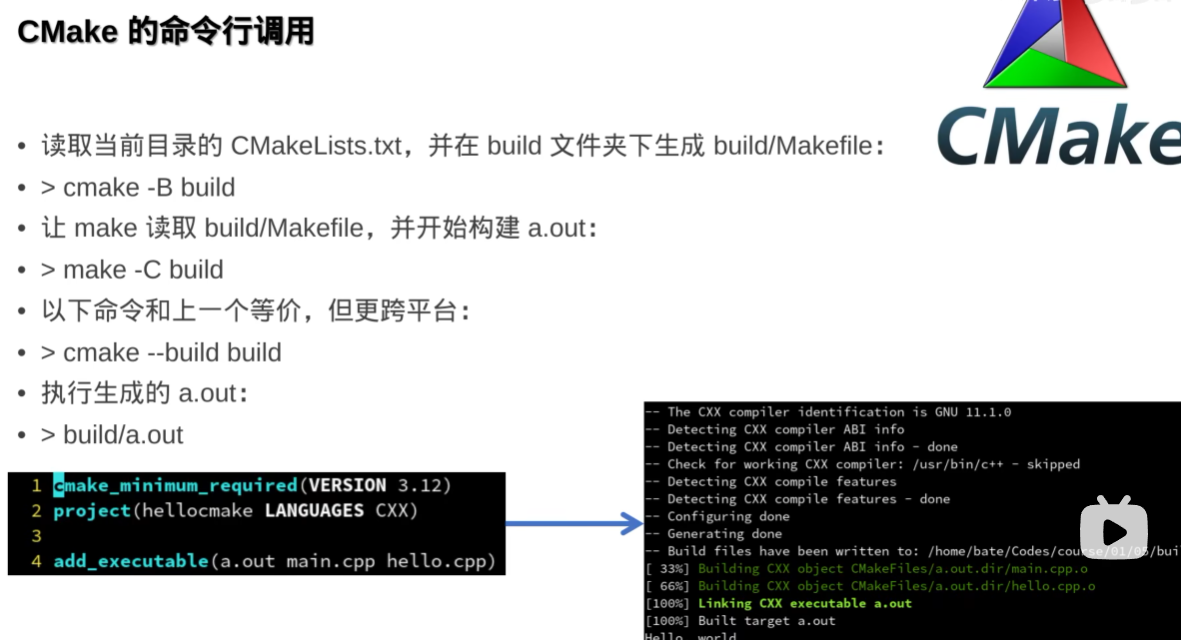 CMake 的命令行调用
CMake
• 读取当前目录的 CMakeLists.txt，并在 build 文件夹下生成 build/Makefile：
• > cmake -B build
• 让 make 读取 build/Makefile，并开始构建 a.out：
• > make -C build
• 以下命令和上一个等价，但更跨平台：
• > cmake --build build
• 执行生成的 a.out：
• > build/a.out
1 cmake_minimum_required(VERSION 3.12)
2 project(hellocmake LANGUAGES CXX)
3
4 add_executable(a.out main.cpp hello.cpp)
-- The CXX compiler identification is GNU 11.1.0
-- Detecting CXX compiler ABI info
-- Detecting CXX compiler ABI info - done
-- Check for working CXX compiler: /usr/bin/c++ - skipped
-- Detecting CXX compile features
-- Detecting CXX compile features - done
-- Configuring done
-- Generating done
-- Build files have been written to: /home/bate/Codes/course/01/05/bui
[ 33%] Building CXX object CMakeFiles/a.out.dir/main.cpp.o
[ 66%] Building CXX object CMakeFiles/a.out.dir/hello.cpp.o
[100%] Linking CXX executable a.out
[100%] Built target a.out
Hello, world